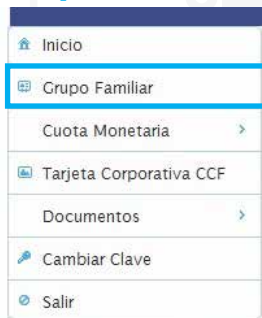 Inicio
Grupo Familiar
Cuota Monetaria
Tarjeta Corporativa CCF
Documentos
Cambiar Clave
Salir